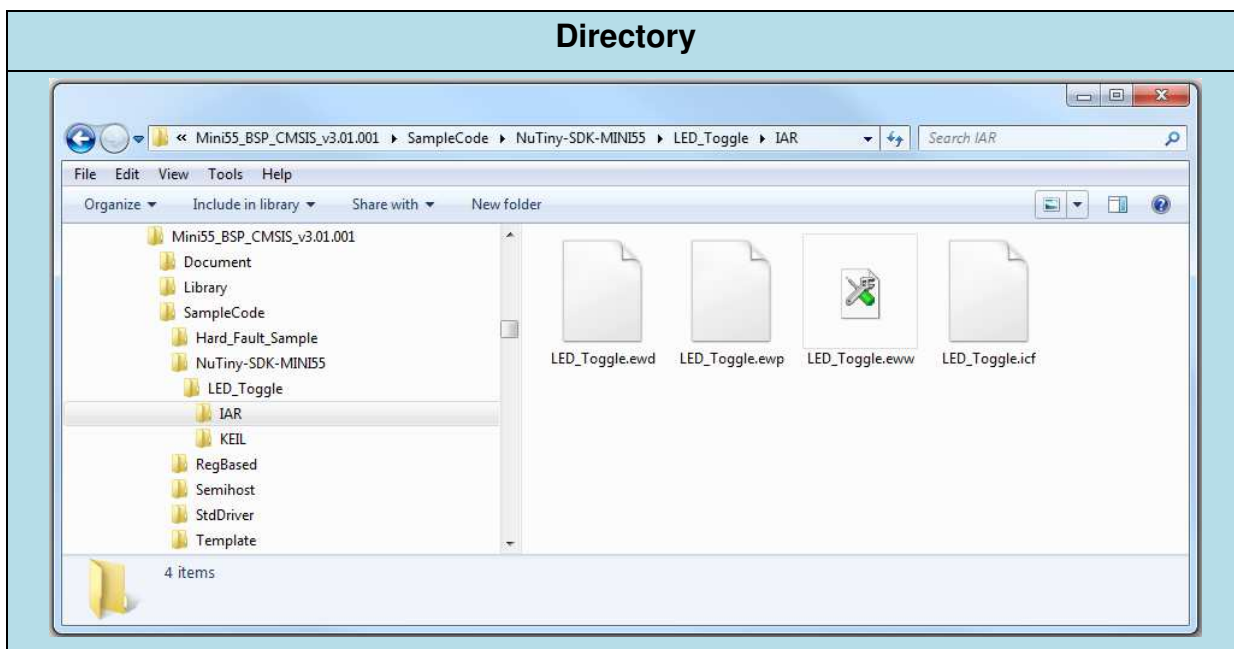 Directory
« Mini55_BSP_CMSIS_v3.01.001 ▸ SampleCode ▸ NuTiny-SDK-MINI55 ▸ LED_Toggle ▸ IAR
Search IAR
File Edit View Tools Help
Organize Include in library Share with New folder
Mini55_BSP_CMSIS_v3.01.001
Document
Library
SampleCode
Hard_Fault_Sample
NuTiny-SDK-MINI55
LED_Toggle
IAR
KEIL
RegBased
Semihost
StdDriver
Template
LED_Toggle.ewd LED_Toggle.ewp LED_Toggle.eww LED_Toggle.icf
4 items